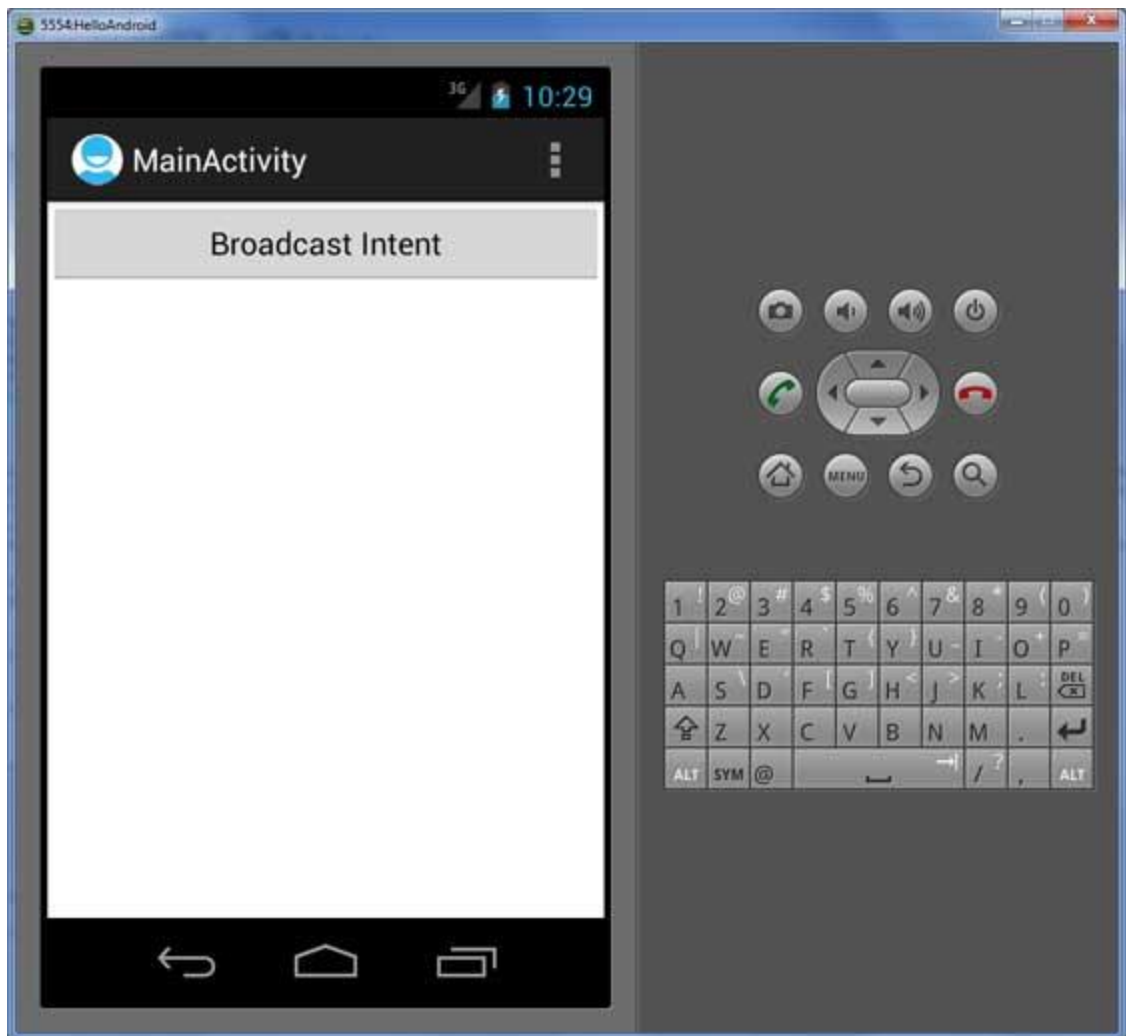 5554:HelloAndroid
3G 10:29
MainActivity
Broadcast Intent
MENU
1 ! 2 @ 3 # 4 $ 5 % 6 ^ 7 & 8 * 9 ( 0 )
Q | W ~ E " R ` T { Y } U _ I - O + P =
A S \ D ' F [ G ] H < J > K ; L : DEL
Z X C V B N M .
ALT SYM @ / ? , ALT